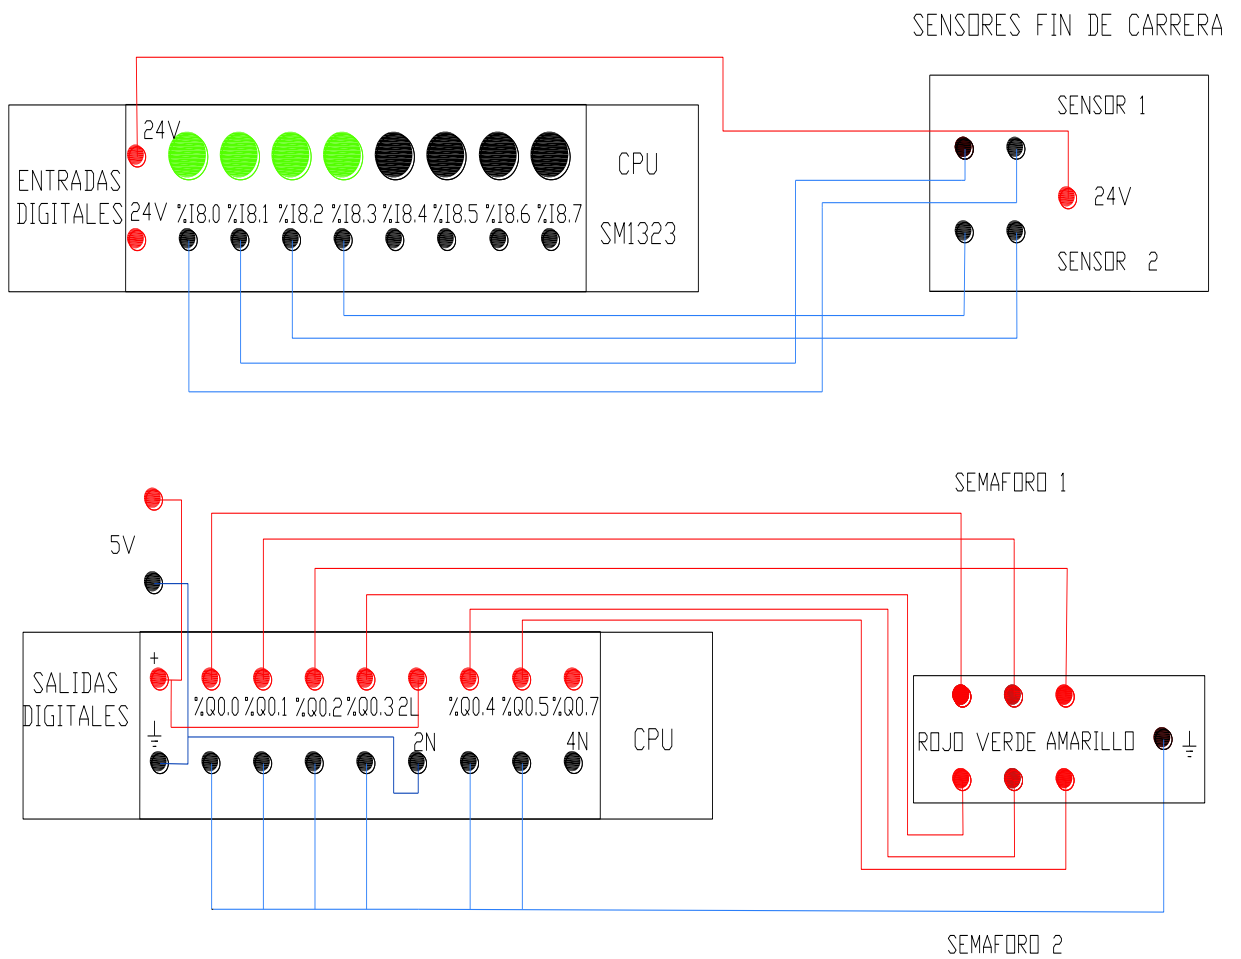 SENSORES FIN DE CARRERA
SENSOR 1
24V
ENTRADAS
DIGITALES
24V
%I8.0 %I8.1 %I8.2 %I8.3 %I8.4 %I8.5 %I8.6 %I8.7
CPU
SM1323
24V
SENSOR 2
SEMAFORO 1
5V
+
SALIDAS
DIGITALES
%Q0.0 %Q0.1 %Q0.2 %Q0.3 2L %Q0.4 %Q0.5 %Q0.7
2N
4N
CPU
ROJO VERDE AMARILLO
SEMAFORO 2